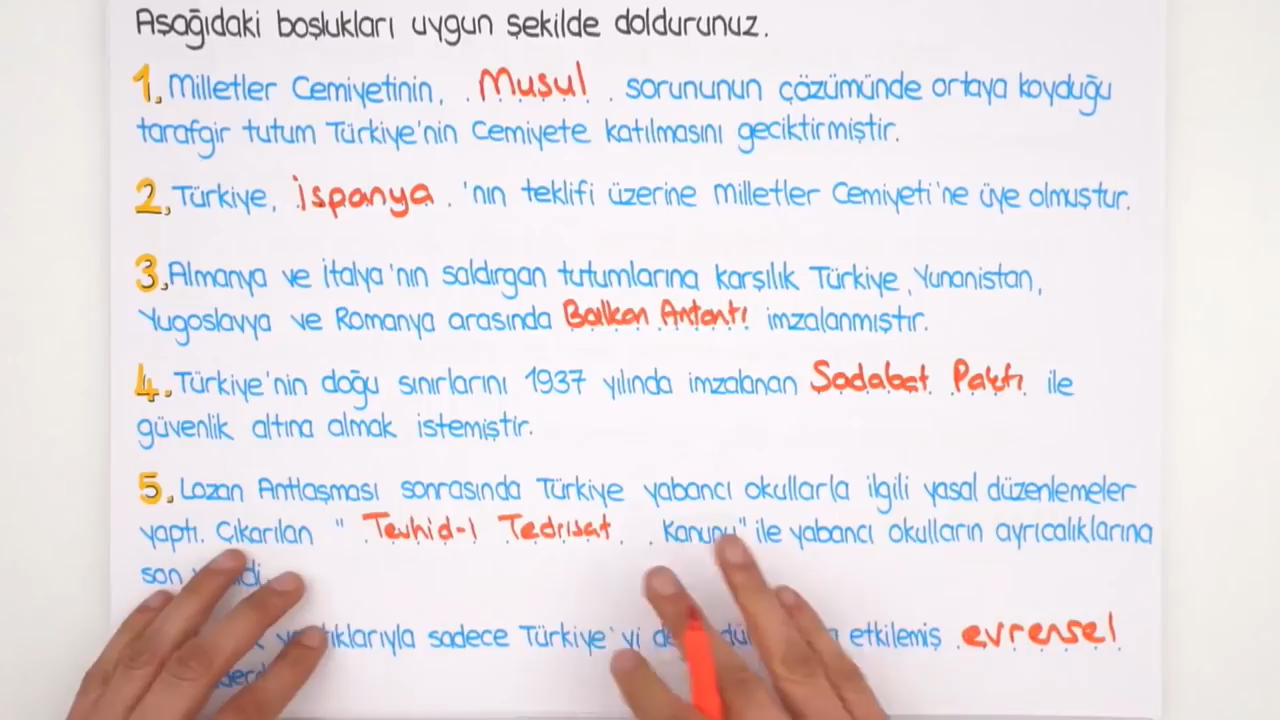 Aşağıdaki boşlukları uygun şekilde doldurunuz.
1. Milletler Cemiyetinin, Musul sorununun çözümünde ortaya koyduğu
tarafgir tutum Türkiye'nin Cemiyete katılmasını geciktirmiştir.
2. Türkiye, İspanya 'nın teklifi üzerine Milletler Cemiyeti'ne üye olmuştur.
3. Almanya ve İtalya'nın saldırgan tutumlarına karşılık Türkiye, Yunanistan,
Yugoslavya ve Romanya arasında Balkan Antantı imzalanmıştır.
4. Türkiye'nin doğu sınırlarını 1937 yılında imzalanan Sadabat Paktı ile
güvenlik altına almak istemiştir.
5. Lozan Antlaşması sonrasında Türkiye yabancı okullarla ilgili yasal düzenlemeler
yaptı. Çıkarılan " Tevhid-I Tedrisat Kanunu" ile yabancı okulların ayrıcalıklarına
son
sadece Türkiye'yi etkilemiş evrensel